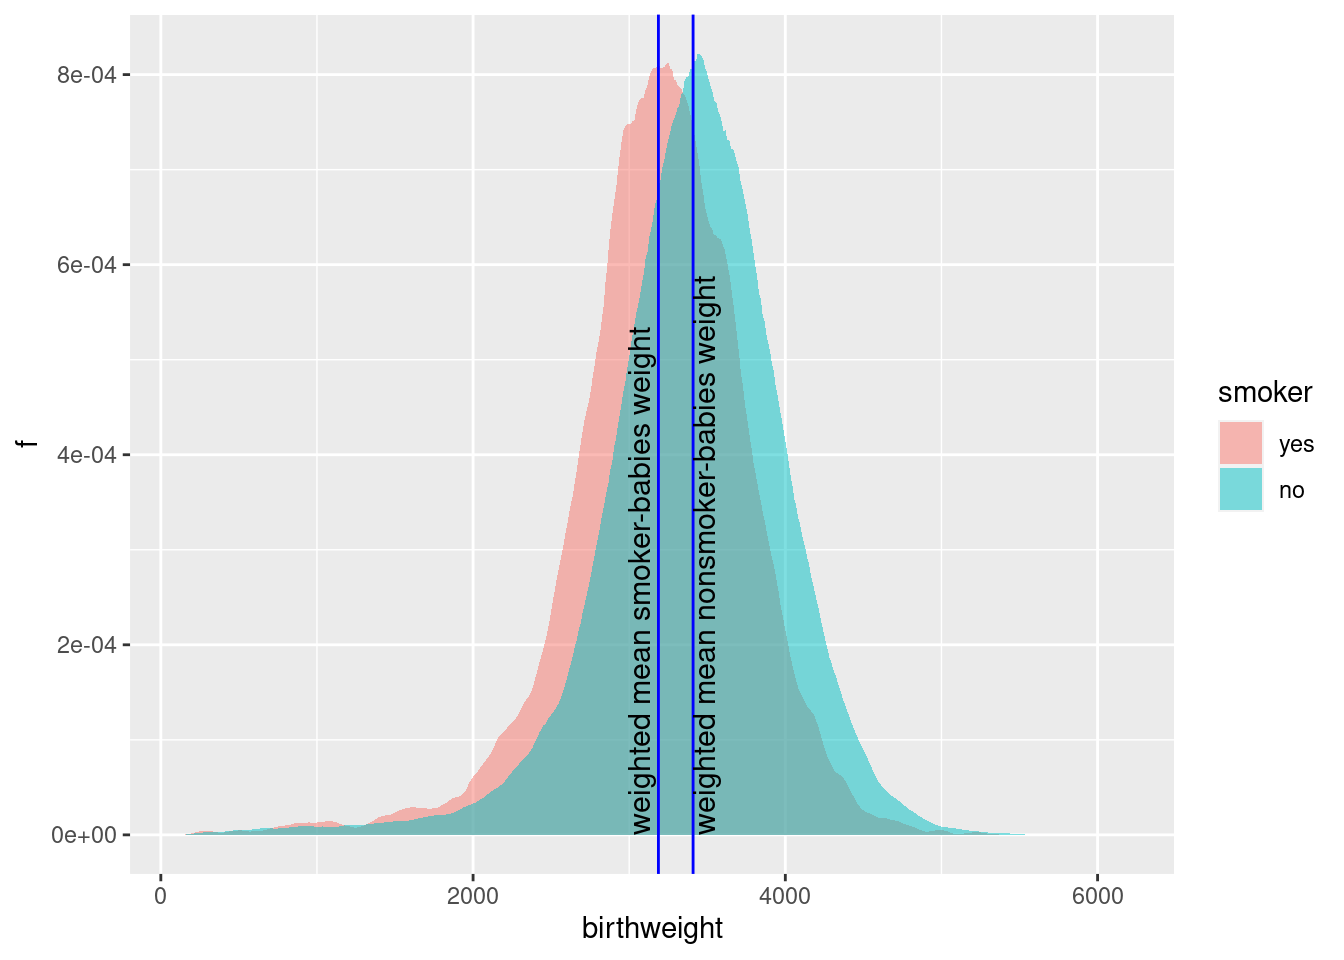 8e-04
6e-04
4e-04
2e-04
0e+00
f
weighted mean smoker-babies weight
weighted mean nonsmoker-babies weight
0
2000
4000
6000
birthweight
smoker
yes
no